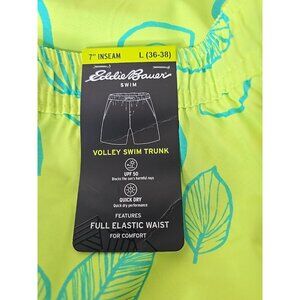 7" INSEAM L (36-38)
Eddie Bauer
SWIM
VOLLEY SWIM TRUNK
UPF 50
Blocks the sun's harmful rays
QUICK DRY
Quick dry performance
FEATURES
FULL ELASTIC WAIST
FOR COMFORT